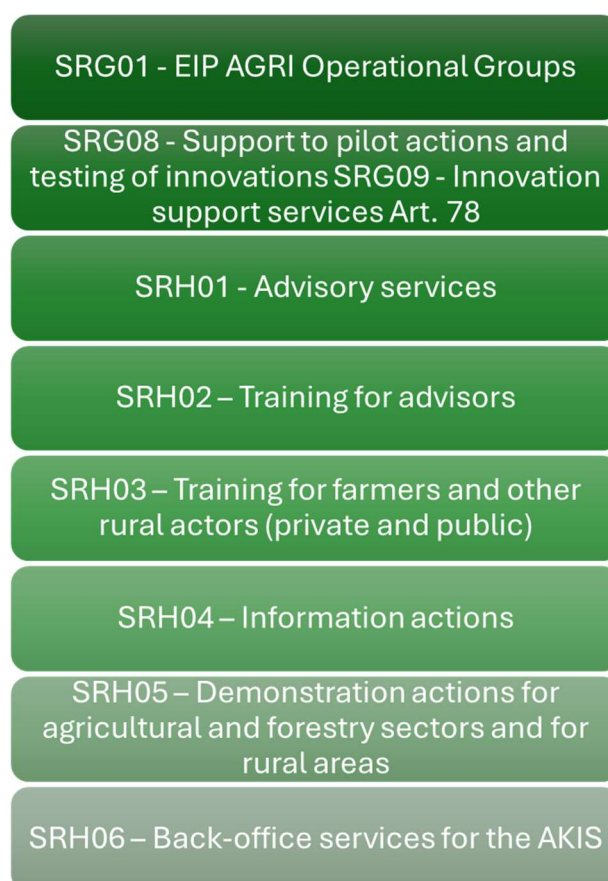 SRG01 - EIP AGRI Operational Groups
SRG08 - Support to pilot actions and
testing of innovations SRG09 - Innovation
support services Art. 78
SRH01 - Advisory services
SRH02 – Training for advisors
SRH03 – Training for farmers and other
rural actors (private and public)
SRH04 – Information actions
SRH05 – Demonstration actions for
agricultural and forestry sectors and for
rural areas
SRH06 – Back-office services for the AKIS